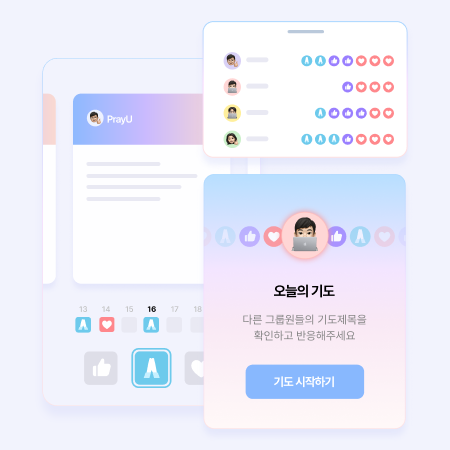 PrayU
13 14 15 16 17 18
오늘의 기도
다른 그룹원들의 기도제목을
확인하고 반응해주세요
기도 시작하기